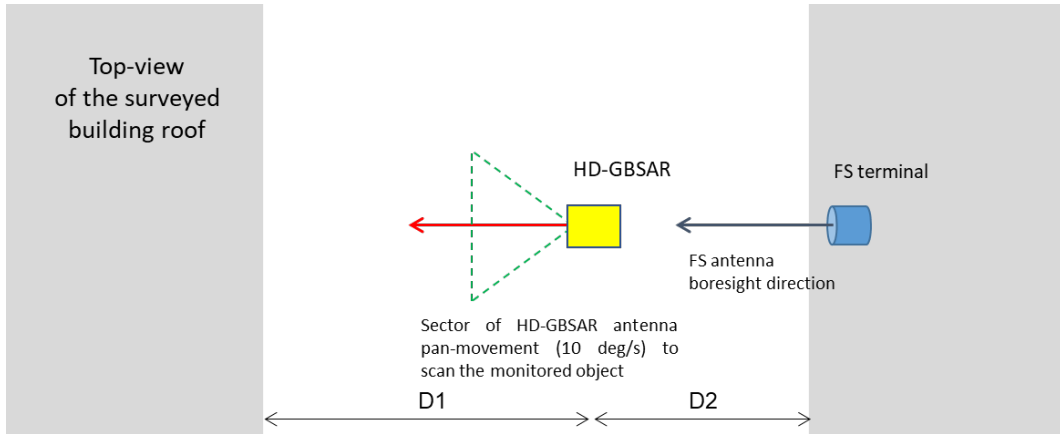 Top-view
of the surveyed
building roof
HD-GBSAR
FS terminal
FS antenna
boresight direction
Sector of HD-GBSAR antenna
pan-movement (10 deg/s) to
scan the monitored object
D1
D2